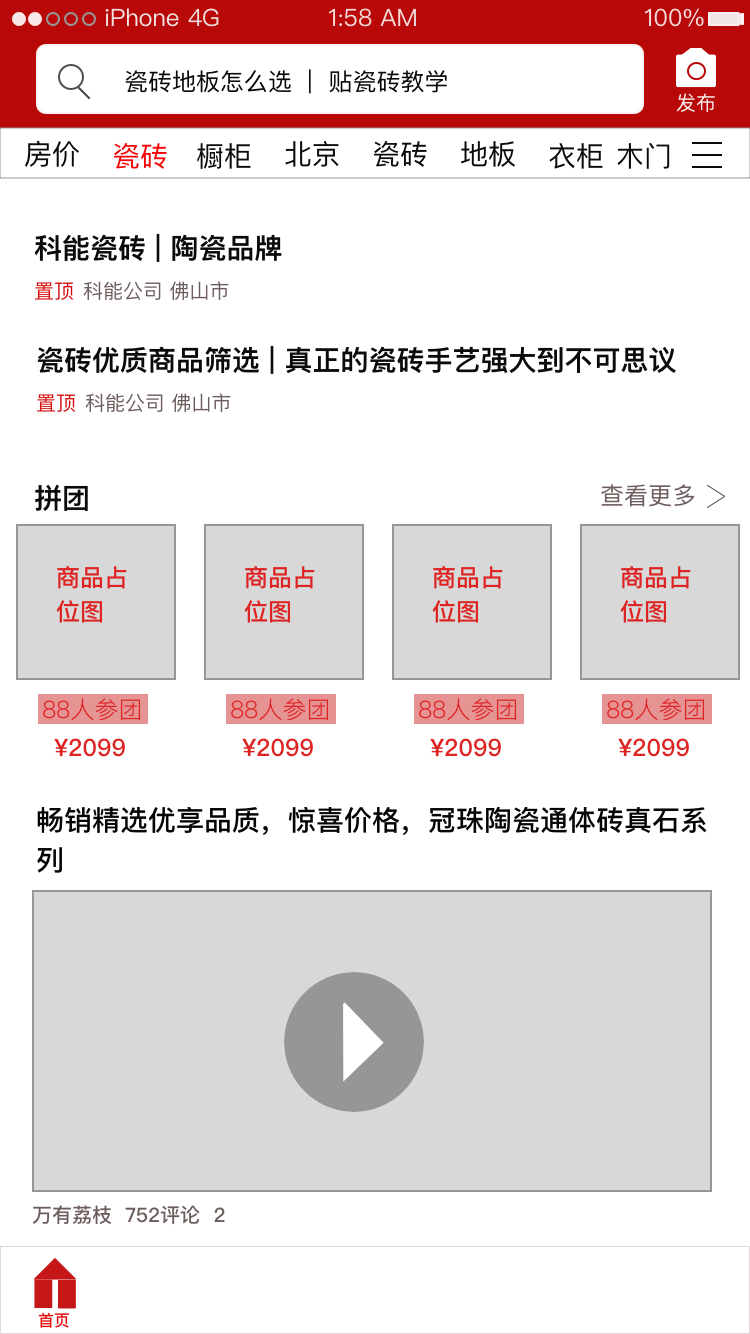 iPhone 4G 1:58 AM 100%
瓷砖地板怎么选 | 贴瓷砖教学
发布
房价 瓷砖 橱柜 北京 瓷砖 地板 衣柜 木门
科能瓷砖 | 陶瓷品牌
置顶 科能公司 佛山市
瓷砖优质商品筛选 | 真正的瓷砖手艺强大到不可思议
置顶 科能公司 佛山市
拼团 查看更多
商品占 商品占 商品占 商品占
位图 位图 位图 位图
88人参团 88人参团 88人参团 88人参团
¥2099 ¥2099 ¥2099 ¥2099
畅销精选优享品质，惊喜价格，冠珠陶瓷通体砖真石系
列
万有荔枝 752评论 2
首页